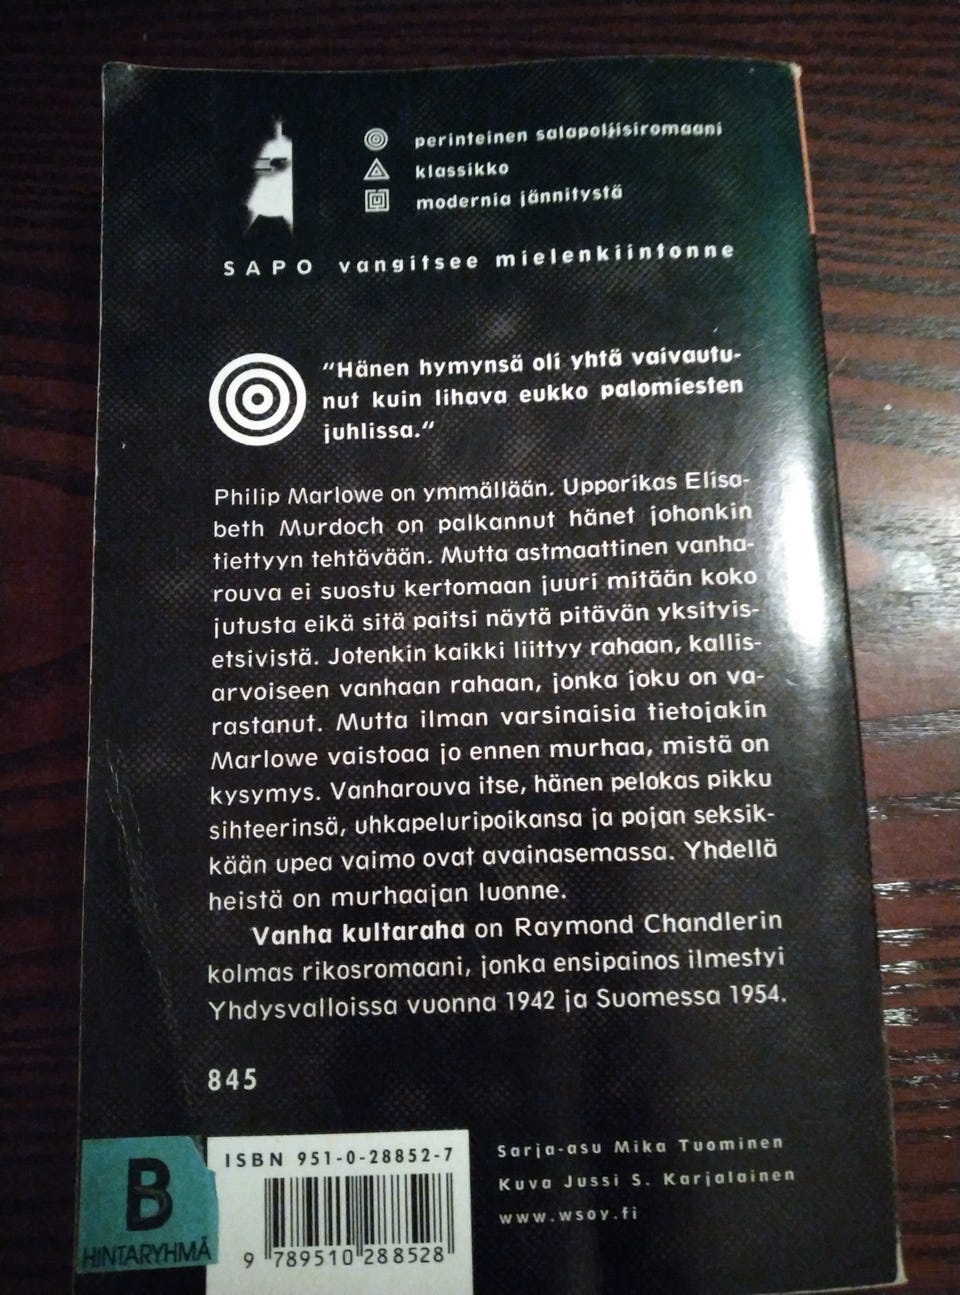 perinteinen salapoliisiromaani
klassikko
modernia jännitystä
SAPO vangitsee mielenkiintonne
"Hänen hymynsä oli yhtä vaivautu-
nut kuin lihava eukko palomiesten
juhlissa."
Philip Marlowe on ymmällään. Upporikas Elisa-
beth Murdoch on palkannut hänet johonkin
tiettyyn tehtävään. Mutta astmaattinen vanha-
rouva ei suostu kertomaan juuri mitään koko
jutusta eikä sitä paitsi näytä pitävän yksityis-
etsivistä. Jotenkin kaikki liittyy rahaan, kallis-
arvoiseen vanhaan rahaan, jonka joku on va-
rastanut. Mutta ilman varsinaisia tietojakin
Marlowe vaistoaa jo ennen murhaa, mistä on
kysymys. Vanharouva itse, hänen pelokas pikku
sihteerinsä, uhkapeluripoikansa ja pojan seksik-
kään upea vaimo ovat avainasemassa. Yhdellä
heistä on murhaajan luonne.
Vanha kultaraha on Raymond Chandlerin
kolmas rikosromaani, jonka ensipainos ilmestyi
Yhdysvalloissa vuonna 1942 ja Suomessa 1954.
845
B
HINTARYHMÄ
ISBN 951-0-28852-7
9 789510 288528
Sarja-asu Mika Tuominen
Kuva Jussi S. Karjalainen
www.wsoy.fi